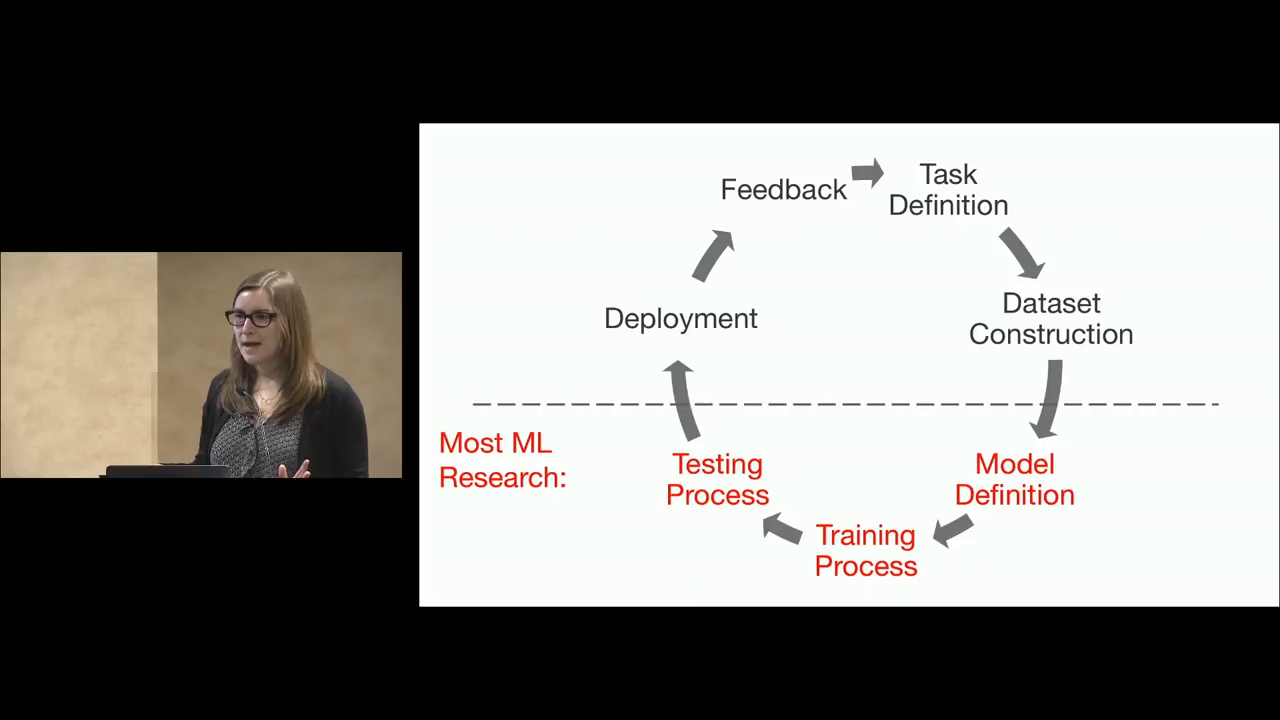 Feedback
Task
Definition
Deployment
Dataset
Construction
Most ML
Research:
Testing
Process
Model
Definition
Training
Process